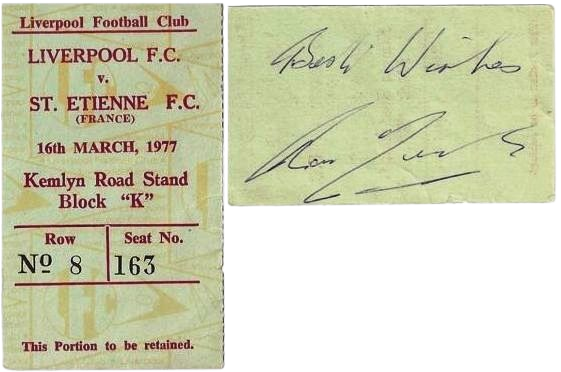 Liverpool Football Club
LIVERPOOL F.C.
v.
ST. ETIENNE F.C.
(FRANCE)
16th MARCH, 1977
Kemlyn Road Stand
Block "K"
Row Seat No.
Nº 8 163
This Portion to be retained.
Best Wishes